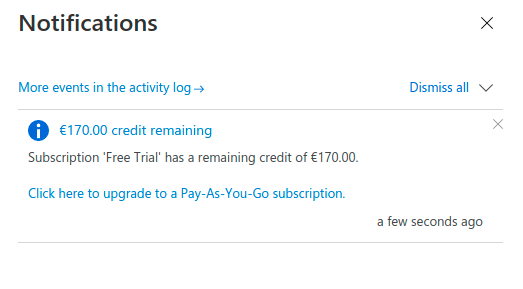 Notifications
More events in the activity log →
Dismiss all
€170.00 credit remaining
Subscription 'Free Trial' has a remaining credit of €170.00.
Click here to upgrade to a Pay-As-You-Go subscription.
a few seconds ago